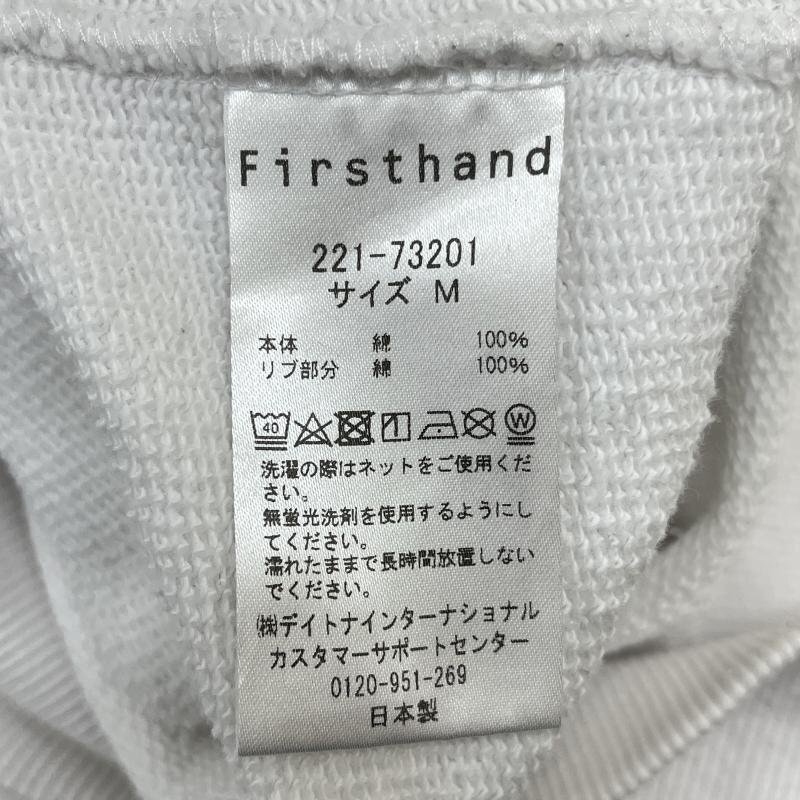 Firsthand
221-73201
サイズ M
本体 綿 100%
リブ部分 綿 100%
40 W
洗濯の際はネットをご使用くだ
さい。
無蛍光洗剤を使用するようにし
てください。
濡れたままで長時間放置しない
でください。
㈱デイトナインターナショナル
カスタマーサポートセンター
0120-951-269
日本製